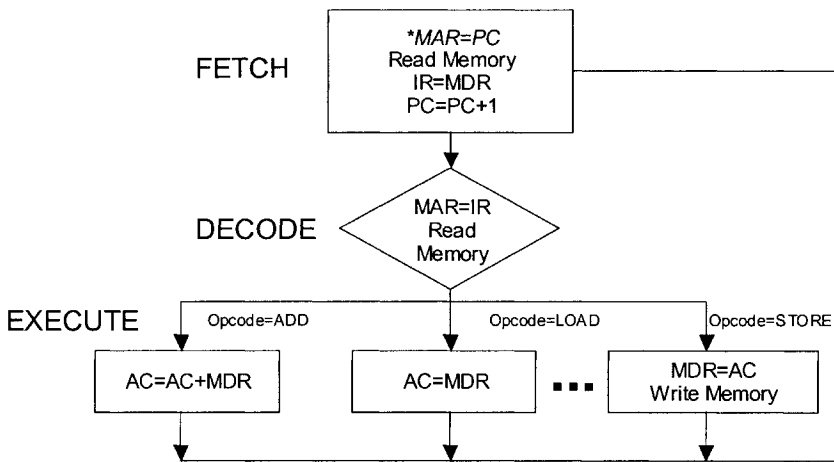 FETCH
*MAR=PC
Read Memory
IR=MDR
PC=PC+1
DECODE
MAR=IR
Read
Memory
EXECUTE
Opcode=ADD
Opcode=LOAD
Opcode=STORE
AC=AC+MDR
AC=MDR
MDR=AC
Write Memory